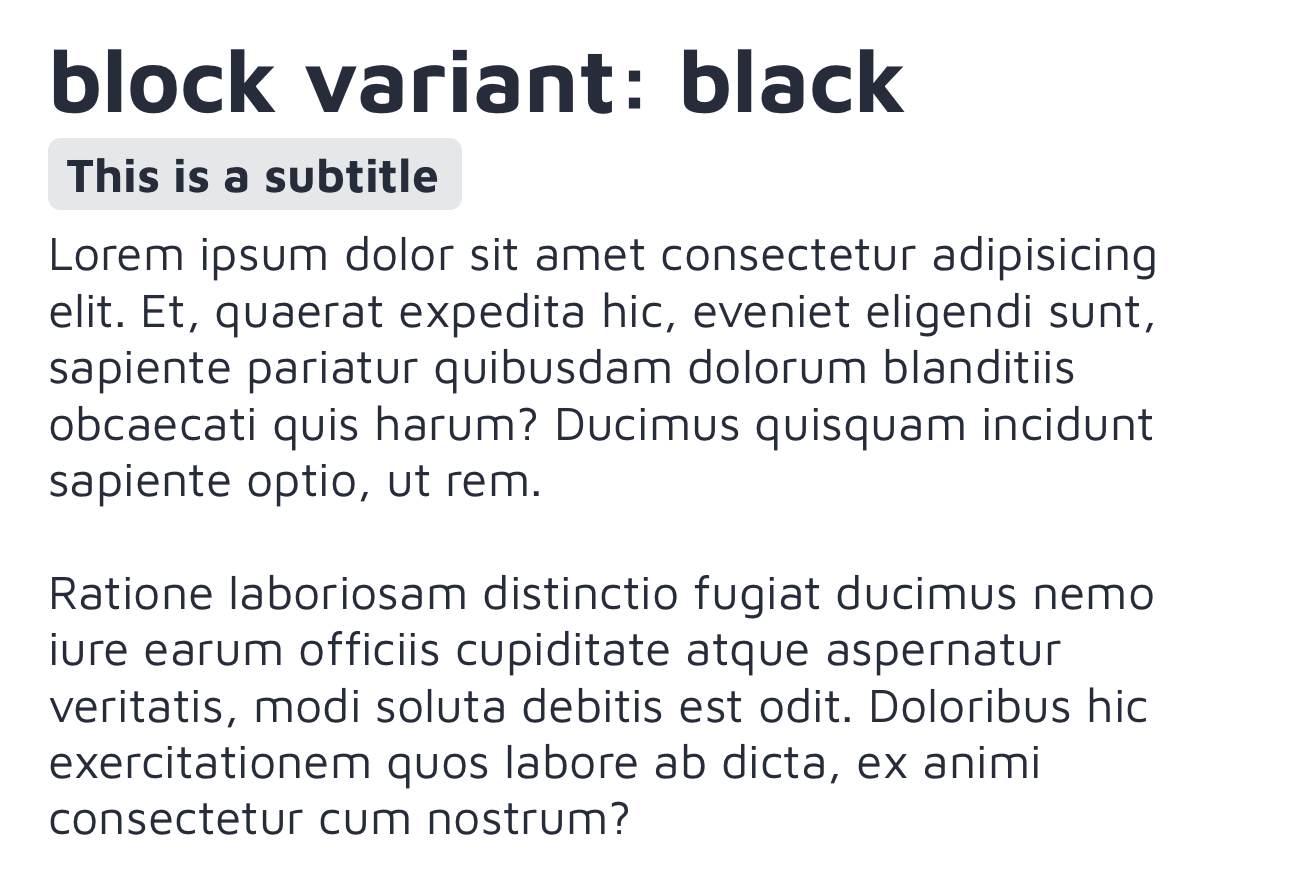 block variant: black
This is a subtitle
Lorem ipsum dolor sit amet consectetur adipisicing
elit. Et, quaerat expedita hic, eveniet eligendi sunt,
sapiente pariatur quibusdam dolorum blanditiis
obcaecati quis harum? Ducimus quisquam incidunt
sapiente optio, ut rem.
Ratione laboriosam distinctio fugiat ducimus nemo
iure earum officiis cupiditate atque aspernatur
veritatis, modi soluta debitis est odit. Doloribus hic
exercitationem quos labore ab dicta, ex animi
consectetur cum nostrum?